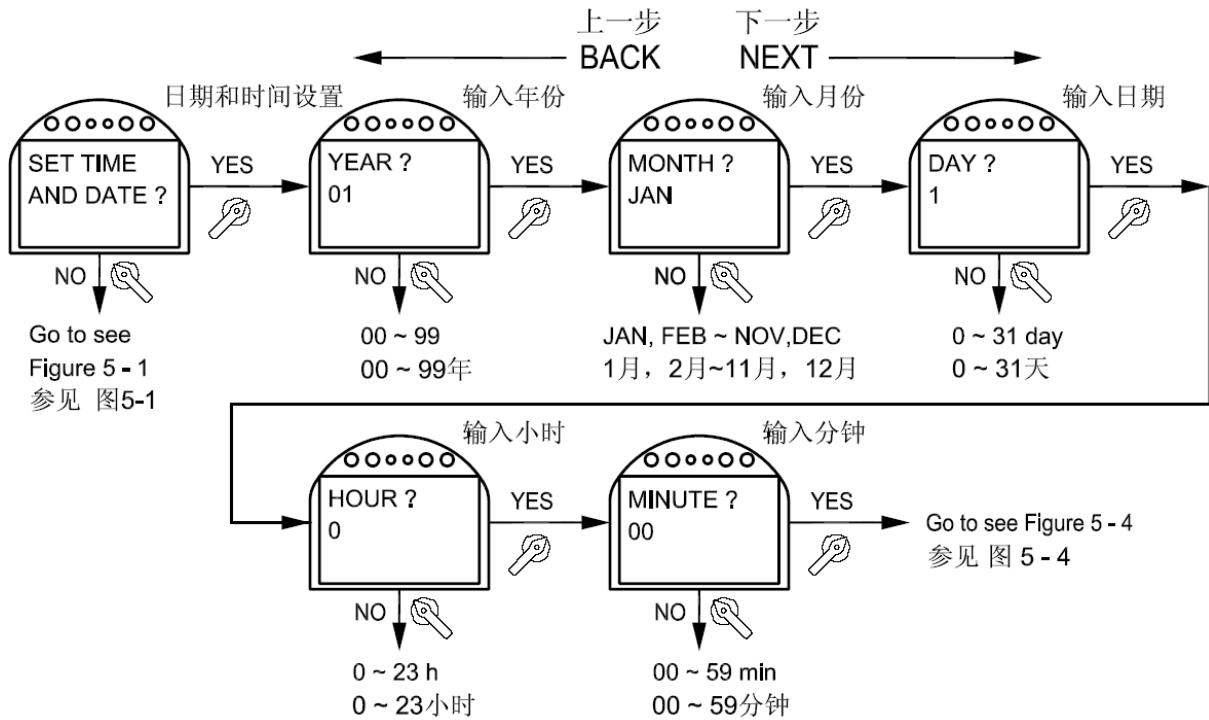 上一步 下一步
BACK NEXT
日期和时间设置 输入年份 输入月份 输入日期
SET TIME
AND DATE ?
YES
YEAR ?
01
YES
MONTH ?
JAN
YES
DAY ?
1
YES
NO
Go to see
Figure 5 - 1
参见 图5-1
NO
00 ~ 99
00 ~ 99年
NO
JAN, FEB ~ NOV,DEC
1月，2月~11月，12月
NO
0 ~ 31 day
0 ~ 31天
输入小时 输入分钟
HOUR ?
0
YES
MINUTE ?
00
YES
Go to see Figure 5 - 4
参见 图 5 - 4
NO
0 ~ 23 h
0 ~ 23小时
NO
00 ~ 59 min
00 ~ 59分钟